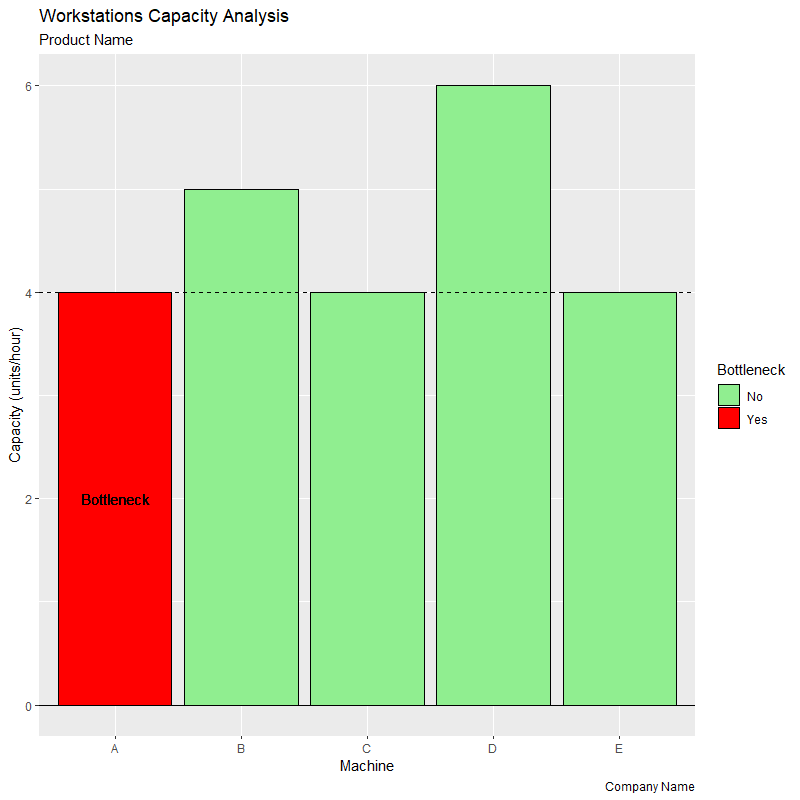 Workstations Capacity Analysis
Product Name
Capacity (units/hour)
6
4
2
0
Bottleneck
A B C D E
Machine
Bottleneck
No
Yes
Company Name